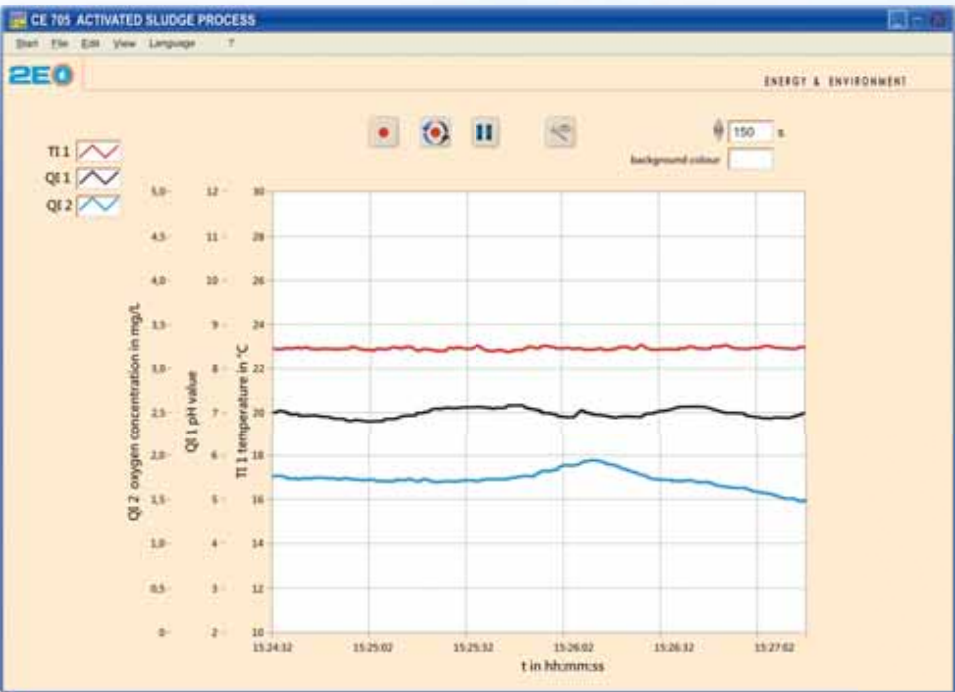 CE 705 ACTIVATED SLUDGE PROCESS
Start File Edit View Language ?
2E
ENERGY & ENVIRONMENT
150 s
background colour
TI 1
QI 1
QI 2
5,0 12 30
4,5 11 28
4,0 10 26
3,5 9 24
3,0 8 22
2,5 7 20
2,0 6 18
1,5 5 16
1,0 4 14
0,5 3 12
0 2 10
QI 2 oxygen concentration in mg/L
QI 1 pH value
TI 1 temperature in °C
15:24:32 15:25:02 15:25:32 15:26:02 15:26:32 15:27:02
t in hh:mm:ss